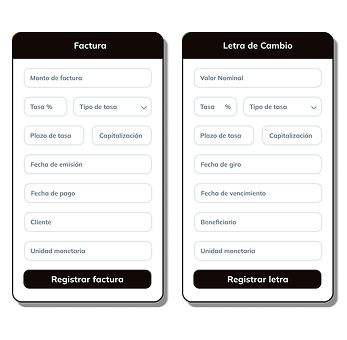 Factura
Monto de factura
Tasa %
Tipo de tasa
Plazo de tasa
Capitalización
Fecha de emisión
Fecha de pago
Cliente
Unidad monetaria
Registrar factura
Letra de Cambio
Valor Nominal
Tasa %
Tipo de tasa
Plazo de tasa
Capitalización
Fecha de giro
Fecha de vencimiento
Beneficiario
Unidad monetaria
Registrar letra